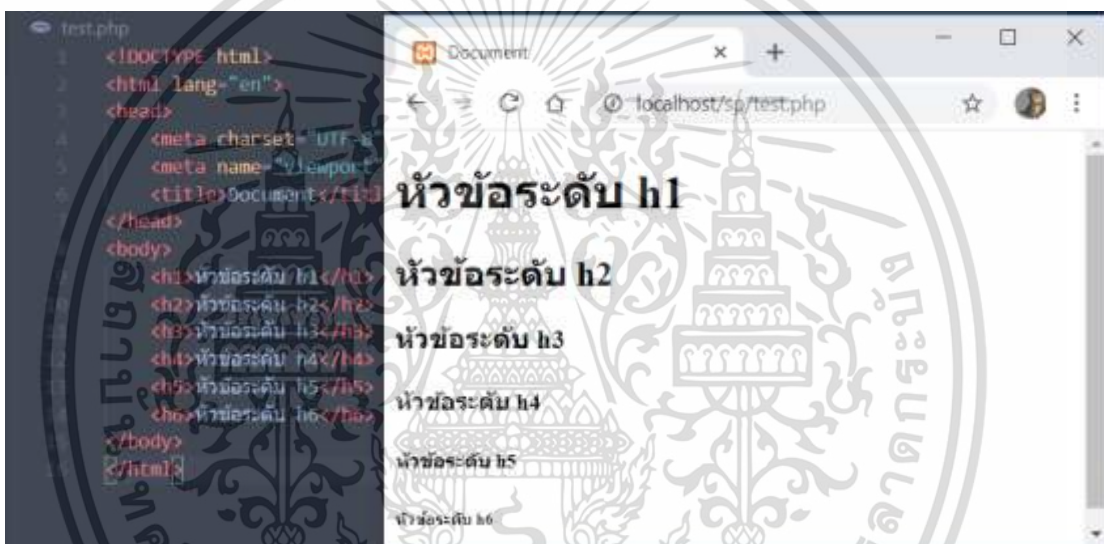 test.php
1 <!DOCTYPE html>
2 <html lang="en">
3 <head>
4 <meta charset="UTF-8"
5 <meta name="viewport"
6 <title>Document</titl
</head>
<body>
<h1>หัวข้อระดับ h1</h1>
<h2>หัวข้อระดับ h2</h2>
<h3>หัวข้อระดับ h3</h3>
<h4>หัวข้อระดับ h4</h4>
<h5>หัวข้อระดับ h5</h5>
<h6>หัวข้อระดับ h6</h6>
</body>
</html>
Document
localhost/sp/test.php
หัวข้อระดับ h1
หัวข้อระดับ h2
หัวข้อระดับ h3
หัวข้อระดับ h4
หัวข้อระดับ h5
หัวข้อระดับ h6